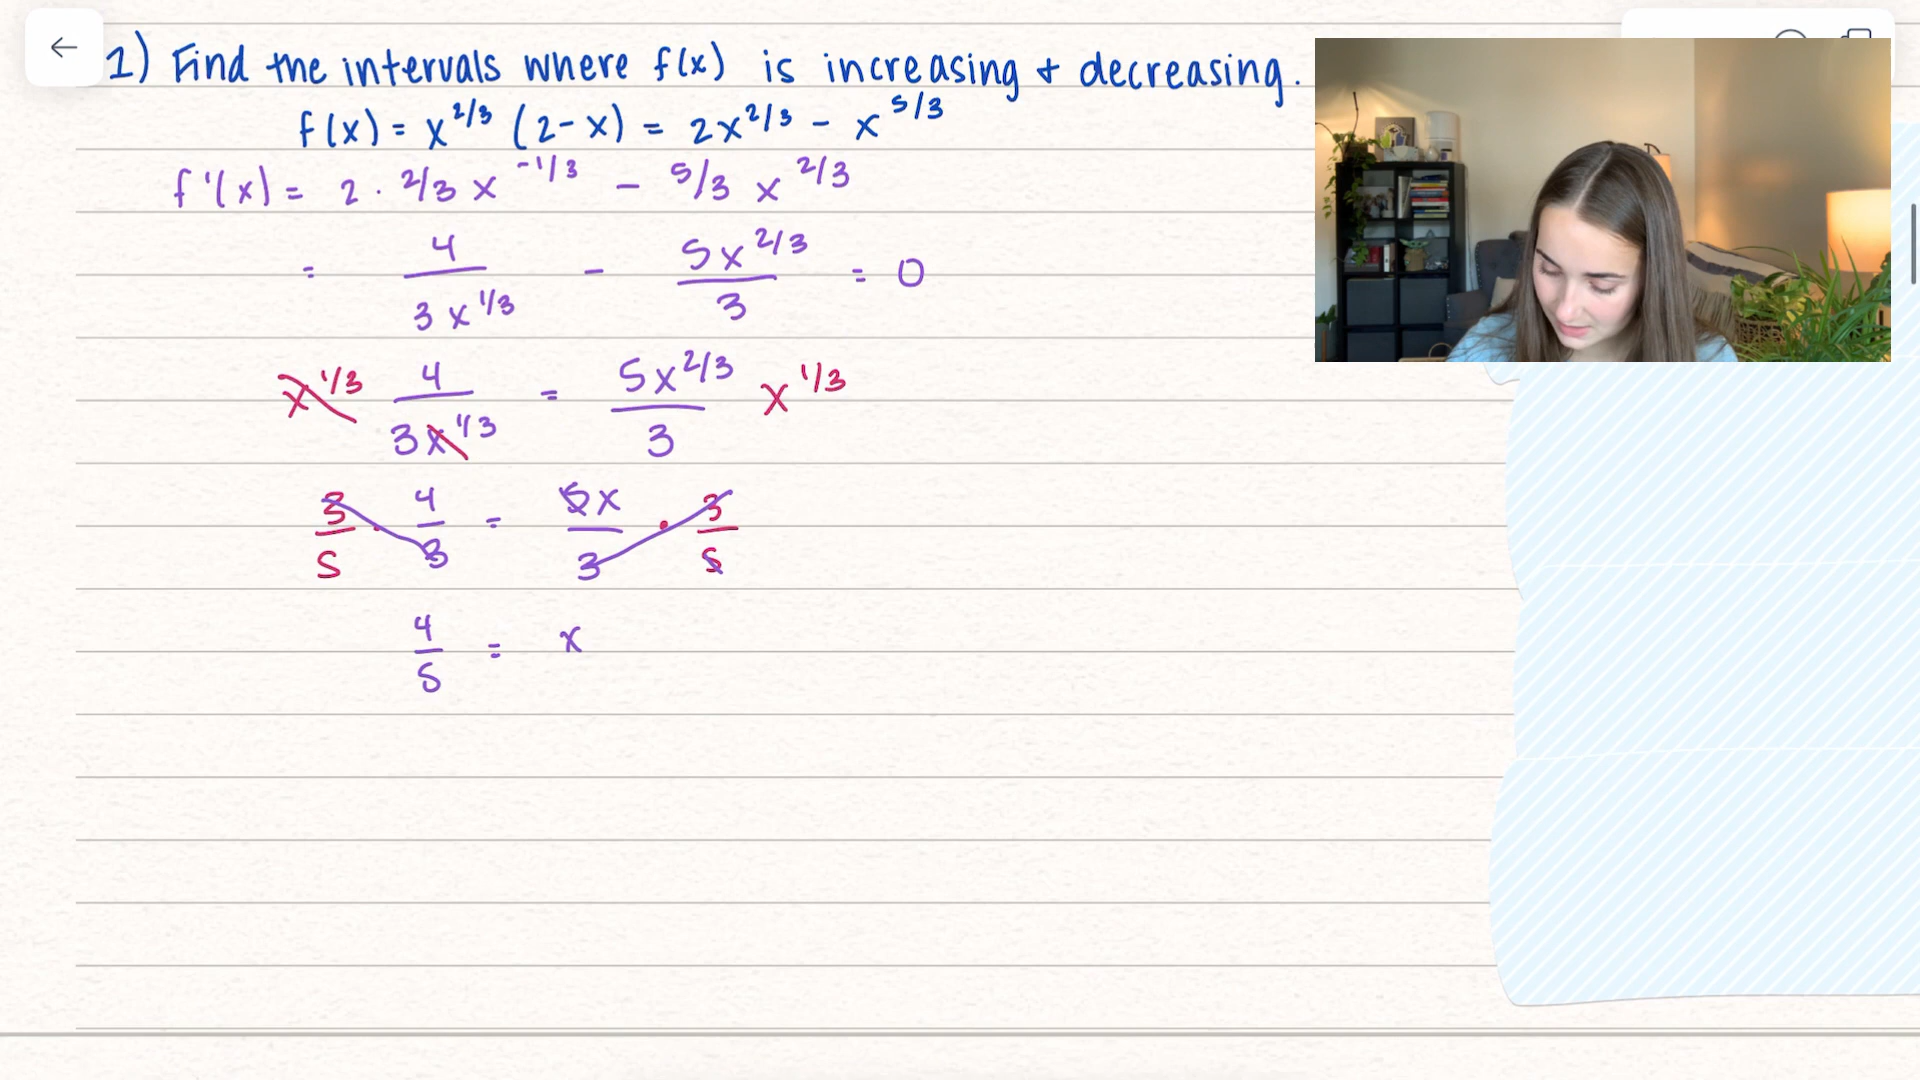 1) Find the intervals where f(x) is increasing + decreasing.
f(x) = x^2/3 (2-x) = 2x^2/3 - x^5/3
f'(x) = 2 · 2/3 x^-1/3 - 5/3 x^2/3
= 4/3x^1/3 - 5x^2/3/3 = 0
x^1/3 4/3x^1/3 = 5x^2/3/3 x^1/3
3/5 · 4/3 = 5x/3 · 3/5
4/5 = x